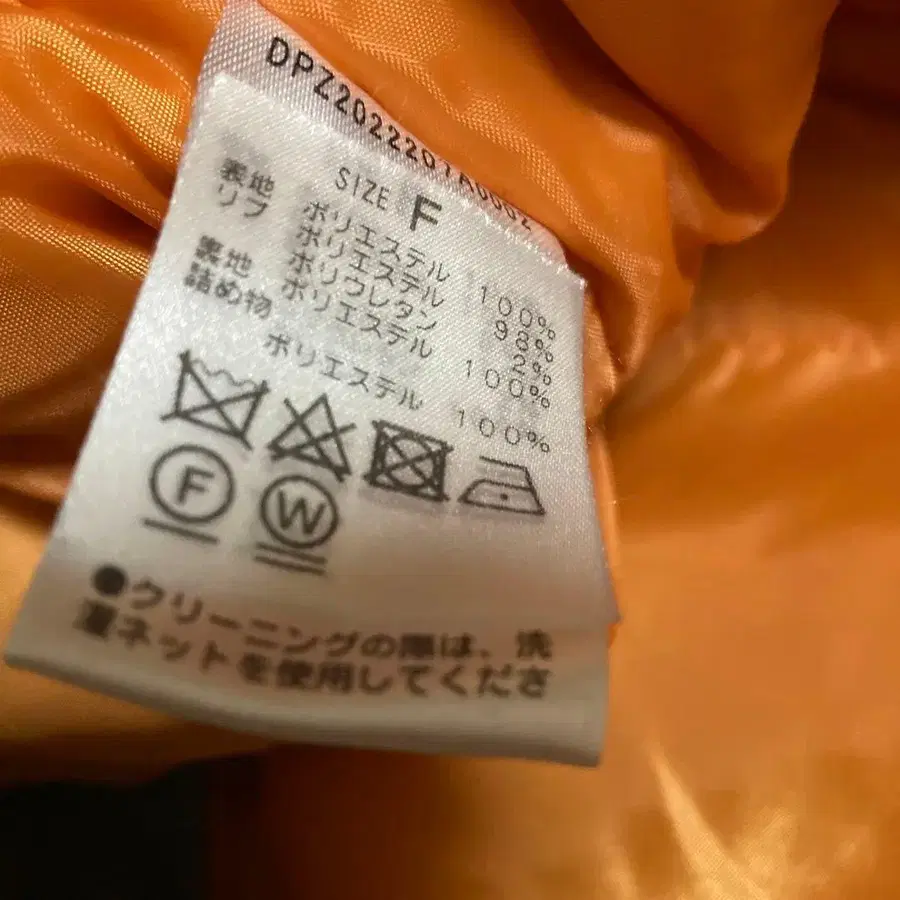 SIZE F
表地 ポリエステル 100%
リブ ポリエステル 98%
ポリウレタン 2%
裏地 ポリエステル 100%
詰め物 ポリエステル 100%
F
W
●クリーニングの際は、洗
濯ネットを使用してくださ